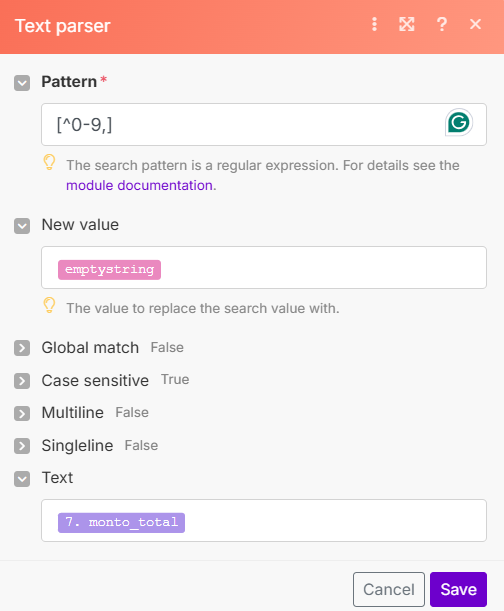 Text parser
Pattern*
[^0-9,]
The search pattern is a regular expression. For details see the
module documentation.
New value
emptystring
The value to replace the search value with.
Global match False
Case sensitive True
Multiline False
Singleline False
Text
7. monto_total
Cancel Save